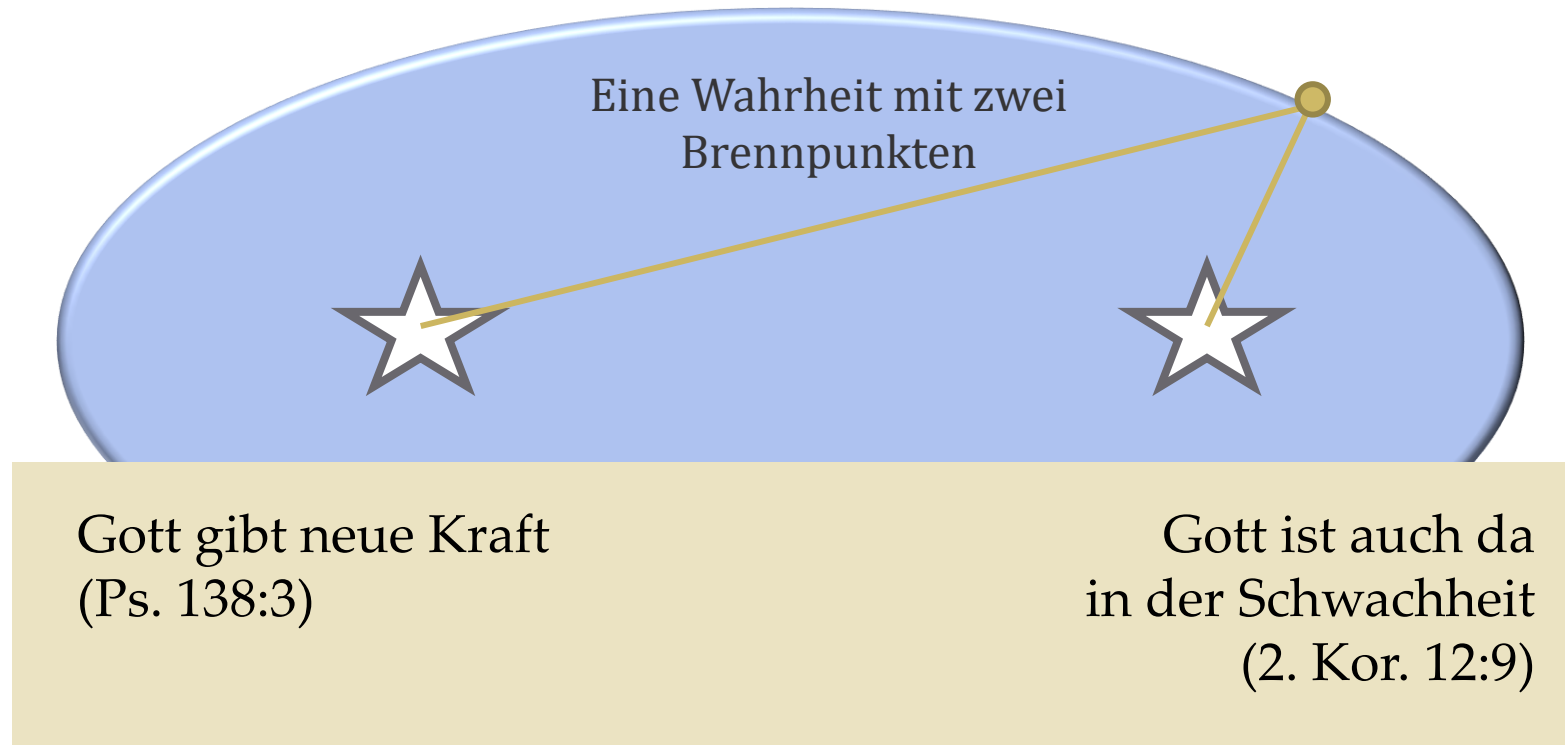 Eine Wahrheit mit zwei
Brennpunkten
Gott gibt neue Kraft
(Ps. 138:3)
Gott ist auch da
in der Schwachheit
(2. Kor. 12:9)